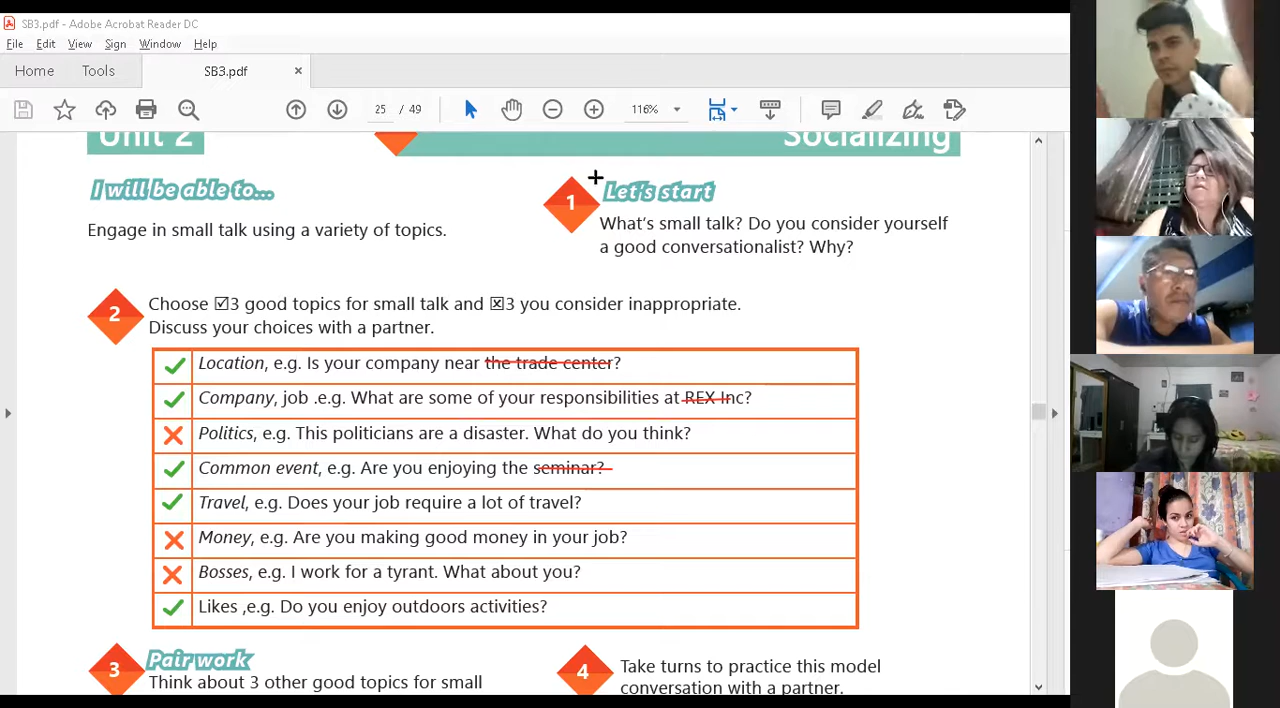 SB3.pdf - Adobe Acrobat Reader DC
File Edit View Sign Window Help
Home Tools SB3.pdf ×
25 / 49 116%
Unit 2 Socializing
I will be able to...
Engage in small talk using a variety of topics.
1 Let's start
What's small talk? Do you consider yourself
a good conversationalist? Why?
2 Choose ☑3 good topics for small talk and ☒3 you consider inappropriate.
Discuss your choices with a partner.
Location, e.g. Is your company near the trade center?
Company, job .e.g. What are some of your responsibilities at REX Inc?
Politics, e.g. This politicians are a disaster. What do you think?
Common event, e.g. Are you enjoying the seminar?
Travel, e.g. Does your job require a lot of travel?
Money, e.g. Are you making good money in your job?
Bosses, e.g. I work for a tyrant. What about you?
Likes ,e.g. Do you enjoy outdoors activities?
3 Pair work
Think about 3 other good topics for small
4 Take turns to practice this model
conversation with a partner.